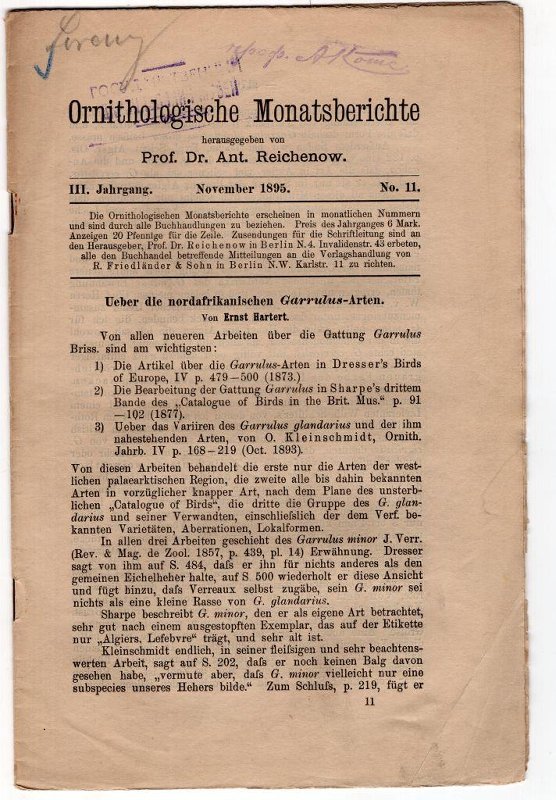 проф.
Ornithologische Monatsberichte
herausgegeben von
Prof. Dr. Ant. Reichenow.
III. Jahrgang. November 1895. No. 11.
Die Ornithologischen Monatsberichte erscheinen in monatlichen Nummern
und sind durch alle Buchhandlungen zu beziehen. Preis des Jahrganges 6 Mark.
Anzeigen 20 Pfennige für die Zeile. Zusendungen für die Schriftleitung sind an
den Herausgeber, Prof. Dr. Reichenow in Berlin N. 4. Invalidenstr. 43 erbeten,
alle den Buchhandel betreffende Mitteilungen an die Verlagshandlung von
R. Friedländer & Sohn in Berlin N.W. Karlstr. 11 zu richten.
Ueber die nordafrikanischen Garrulus-Arten.
Von Ernst Hartert.
Von allen neueren Arbeiten über die Gattung Garrulus
Briss. sind am wichtigsten:
1) Die Artikel über die Garrulus-Arten in Dresser's Birds
of Europe, IV p. 479–500 (1873.)
2) Die Bearbeitung der Gattung Garrulus in Sharpe's drittem
Bande des „Catalogue of Birds in the Brit. Mus.“ p. 91
—102 (1877).
3) Ueber das Variiren des Garrulus glandarius und der ihm
nahestehenden Arten, von O. Kleinschmidt, Ornith.
Jahrb. IV p. 168–219 (Oct. 1893).
Von diesen Arbeiten behandelt die erste nur die Arten der west-
lichen palaearktischen Region, die zweite alle bis dahin bekannten
Arten in vorzüglicher knapper Art, nach dem Plane des unsterb-
lichen „Catalogue of Birds“, die dritte die Gruppe des G. glan-
darius und seiner Verwandten, einschließlich der dem Verf. be-
kannten Varietäten, Aberrationen, Lokalformen.
In allen drei Arbeiten geschieht des Garrulus minor J. Verr.
(Rev. & Mag. de Zool. 1857, p. 439, pl. 14) Erwähnung. Dresser
sagt von ihm auf S. 484, daſs er ihn für nichts anderes als den
gemeinen Eichelheher halte, auf S. 500 wiederholt er diese Ansicht
und fügt hinzu, daſs Verreaux selbst zugäbe, sein G. minor sei
nichts als eine kleine Rasse von G. glandarius.
Sharpe beschreibt G. minor, den er als eigene Art betrachtet,
sehr gut nach einem ausgestopften Exemplar, das auf der Etikette
nur „Algiers. Lefebvre“ trägt, und sehr alt ist.
Kleinschmidt endlich, in seiner fleiſsigen und sehr beachtens-
werten Arbeit, sagt auf S. 202, daſs er noch keinen Balg davon
gesehen habe, „vermute aber, daſs G. minor vielleicht nur eine
subspecies unseres Hehers bilde.“ Zum Schluſs, p. 219, fügt er
11